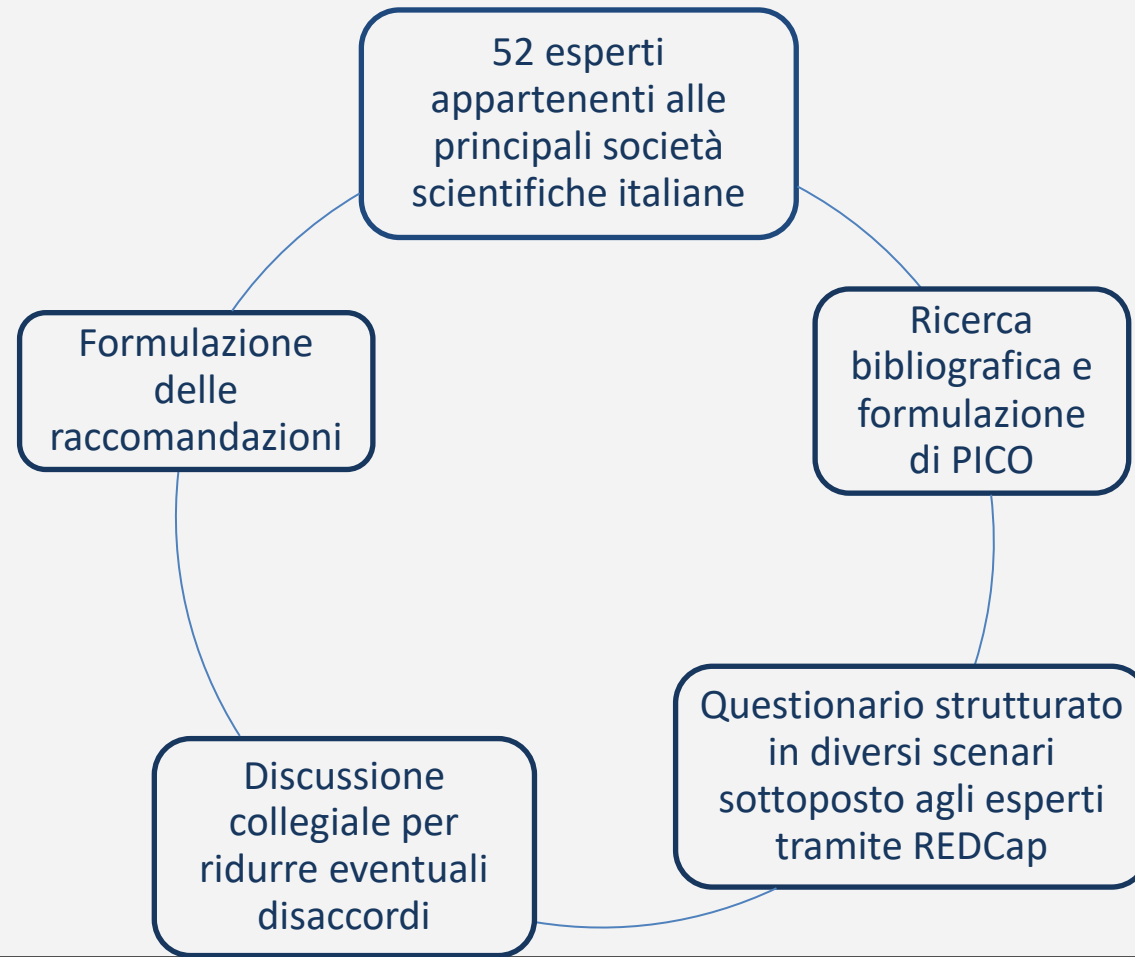 52 esperti
appartenenti alle
principali società
scientifiche italiane
Ricerca
bibliografica e
formulazione
di PICO
Questionario strutturato
in diversi scenari
sottoposto agli esperti
tramite REDCap
Discussione
collegiale per
ridurre eventuali
disaccordi
Formulazione
delle
raccomandazioni